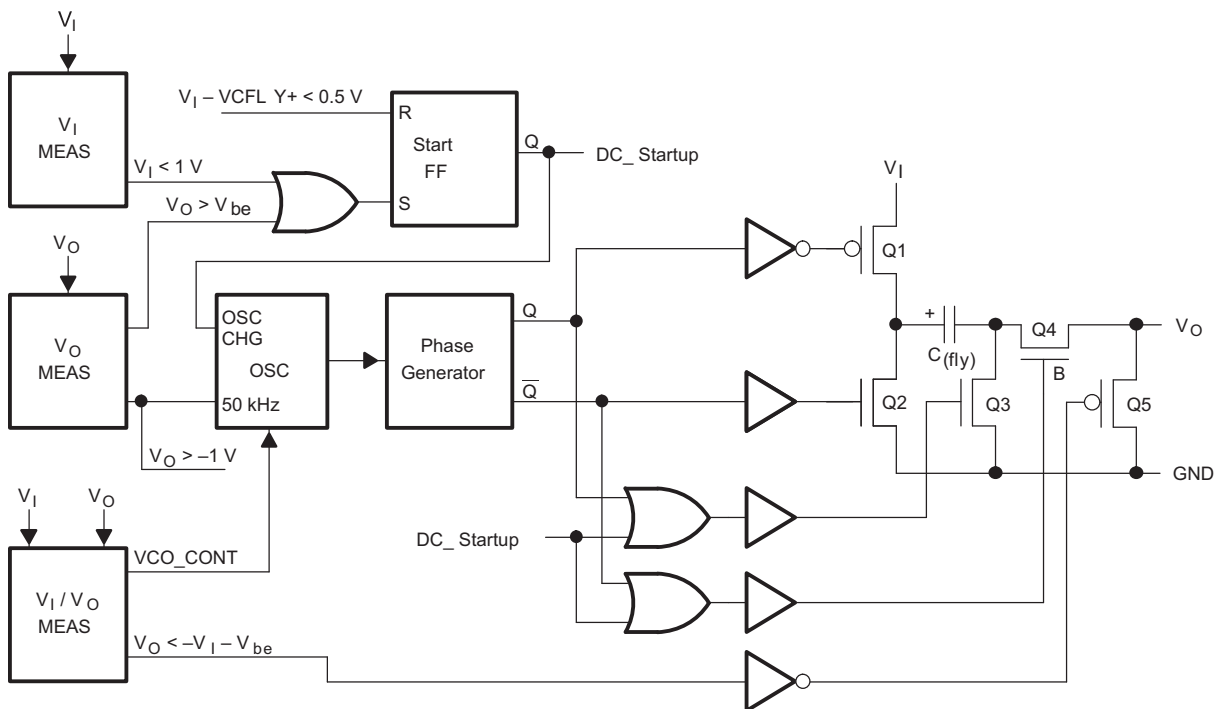 V_I
V_I
MEAS
V_I – VCFL Y+ < 0.5 V
R
Start
FF
S
Q
DC_ Startup
V_I < 1 V
V_O > V_be
V_O
V_O
MEAS
OSC
CHG
OSC
50 kHz
V_O > –1 V
Phase
Generator
Q
Q̅
V_I
Q1
+
C_(fly)
Q2
Q3
Q4
B
Q5
V_O
GND
DC_ Startup
V_I
V_O
VCO_CONT
V_I / V_O
MEAS
V_O < –V_I – V_be